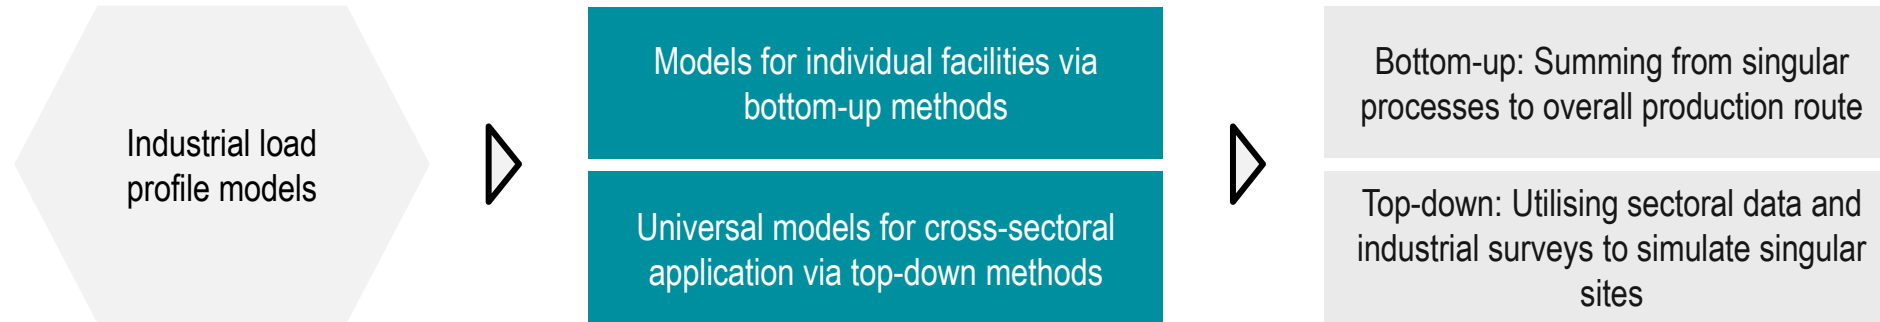 Industrial load
profile models
Models for individual facilities via
bottom-up methods
Universal models for cross-sectoral
application via top-down methods
Bottom-up: Summing from singular
processes to overall production route
Top-down: Utilising sectoral data and
industrial surveys to simulate singular
sites